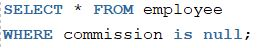 SELECT * FROM employee
WHERE commission is null;